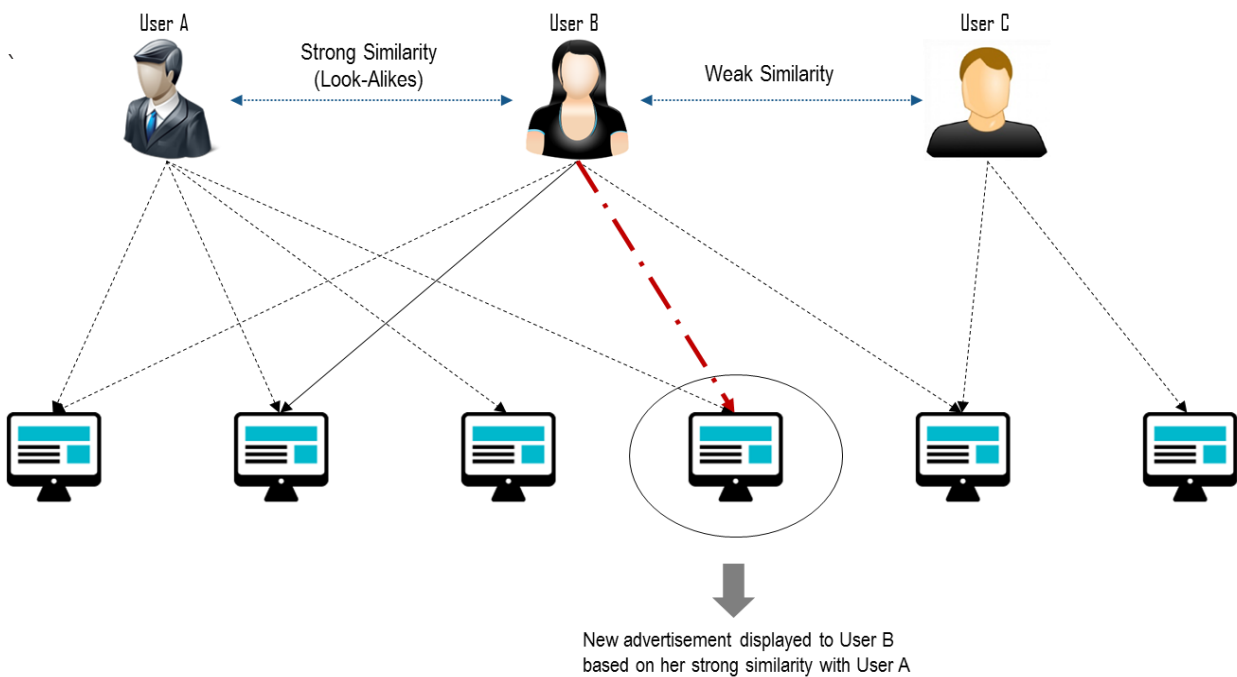 User A
User B
User C
`
Strong Similarity
(Look-Alikes)
Weak Similarity
New advertisement displayed to User B
based on her strong similarity with User A